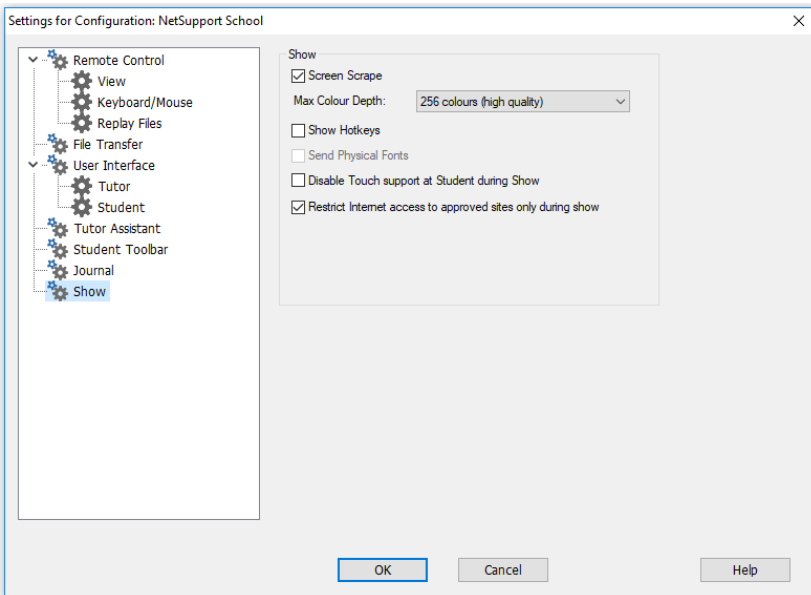 Settings for Configuration: NetSupport School
Remote Control
View
Keyboard/Mouse
Replay Files
File Transfer
User Interface
Tutor
Student
Tutor Assistant
Student Toolbar
Journal
Show
Show
Screen Scrape
Max Colour Depth: 256 colours (high quality)
Show Hotkeys
Send Physical Fonts
Disable Touch support at Student during Show
Restrict Internet access to approved sites only during show
OK Cancel Help